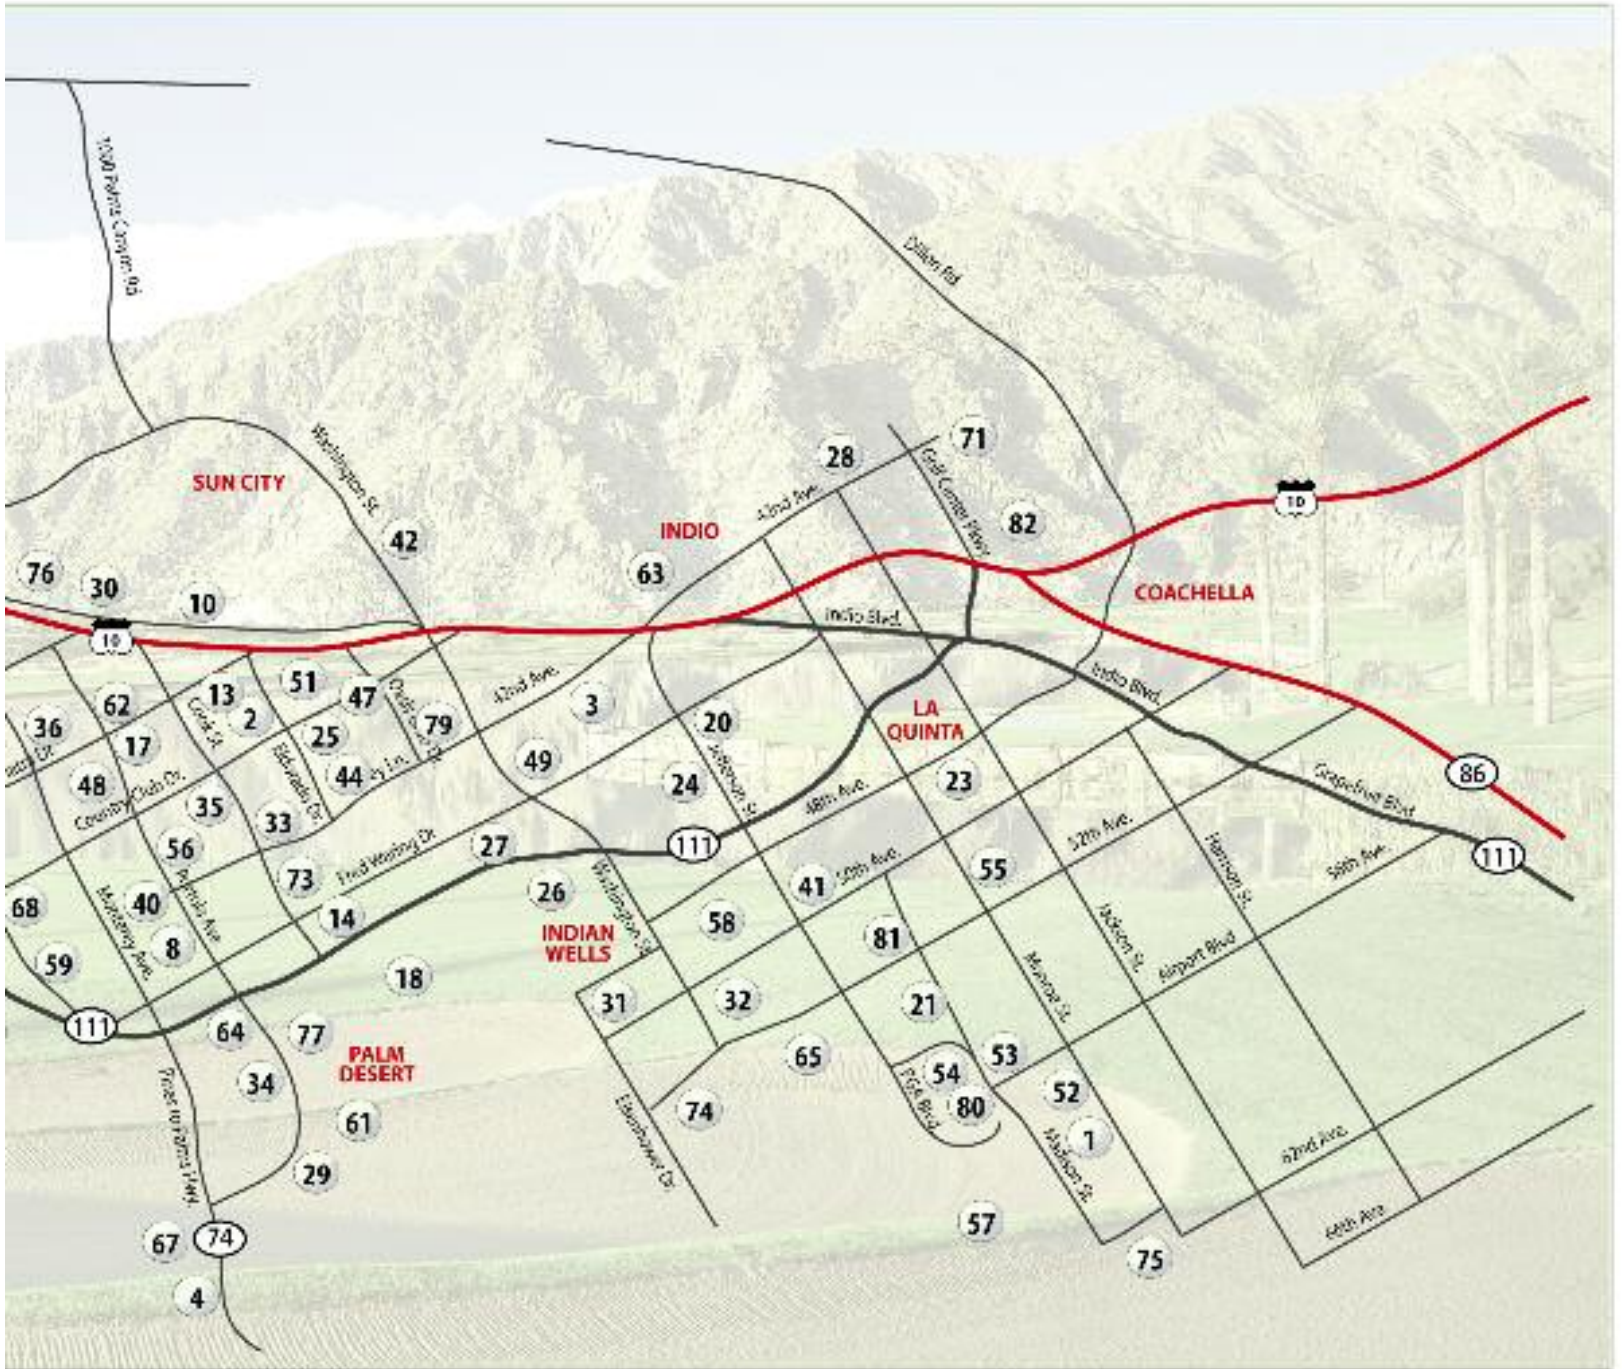 1000 Palms Canyon Rd
Dillon Rd
Washington St.
SUN CITY
71
28
Golf Center Pkwy
42nd Ave.
10
82
INDIO
42
63
76
30
10
COACHELLA
10
Indio Blvd.
Indio Blvd.
51
13
47
62
2
3
42nd Ave.
Cook St.
79
20
LA
QUINTA
36
17
25
Eldorado Dr.
44
49
48
Country Club Dr.
24
Jefferson St.
23
86
Grapefruit Blvd.
35
33
48th Ave.
52th Ave.
56
27
111
Fred Waring Dr.
111
Harrison St.
56th Ave.
73
26
41
50th Ave.
55
68
40
14
Washington St.
58
Monterey Ave.
8
INDIAN
WELLS
81
Jackson St.
Airport Blvd.
59
18
Monroe St.
31
32
21
111
64
77
PALM
DESERT
65
53
54
34
52
PGA Blvd.
80
74
61
1
Pines to Palms Hwy.
Eisenhower Dr.
Madison St.
62nd Ave.
29
57
66th Ave.
67
74
75
4